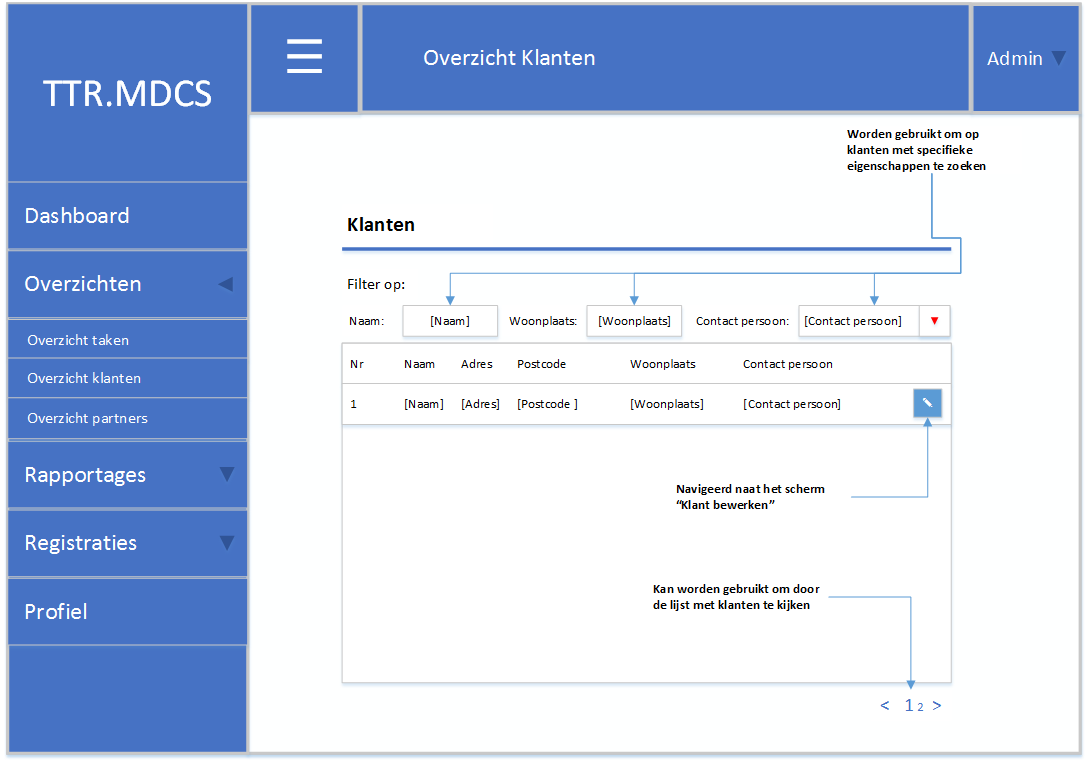 TTR.MDCS
Overzicht Klanten
Admin
Dashboard
Overzichten
Overzicht taken
Overzicht klanten
Overzicht partners
Rapportages
Registraties
Profiel
Worden gebruikt om op
klanten met specifieke
eigenschappen te zoeken
Klanten
Filter op:
Naam: [Naam] Woonplaats: [Woonplaats] Contact persoon: [Contact persoon]
Nr Naam Adres Postcode Woonplaats Contact persoon
1 [Naam] [Adres] [Postcode ] [Woonplaats] [Contact persoon]
Navigeerd naat het scherm
“Klant bewerken”
Kan worden gebruikt om door
de lijst met klanten te kijken
< 1 2 >